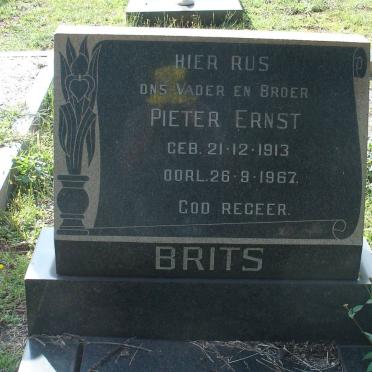 HIER RUS
ONS VADER EN BROER
PIETER ERNST
GEB. 21-12-1913
OORL. 26-9-1967.
GOD REGEER.
BRITS